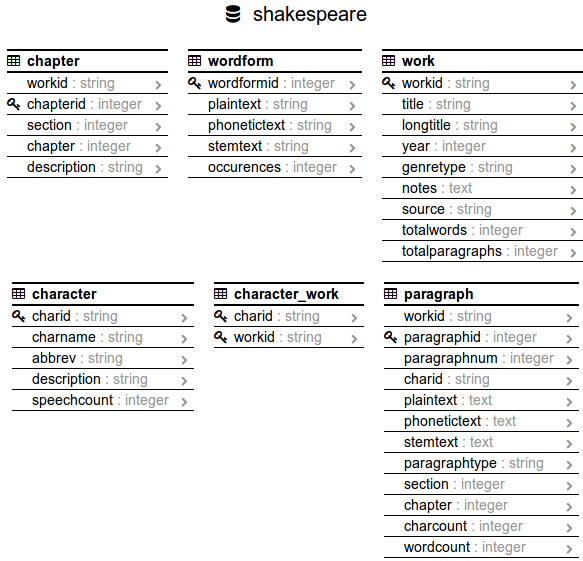 shakespeare
chapter
workid : string
chapterid : integer
section : integer
chapter : integer
description : string
wordform
wordformid : integer
plaintext : string
phonetictext : string
stemtext : string
occurences : integer
work
workid : string
title : string
longtitle : string
year : integer
genretype : string
notes : text
source : string
totalwords : integer
totalparagraphs : integer
character
charid : string
charname : string
abbrev : string
description : string
speechcount : integer
character_work
charid : string
workid : string
paragraph
workid : string
paragraphid : integer
paragraphnum : integer
charid : string
plaintext : text
phonetictext : text
stemtext : text
paragraphtype : string
section : integer
chapter : integer
charcount : integer
wordcount : integer